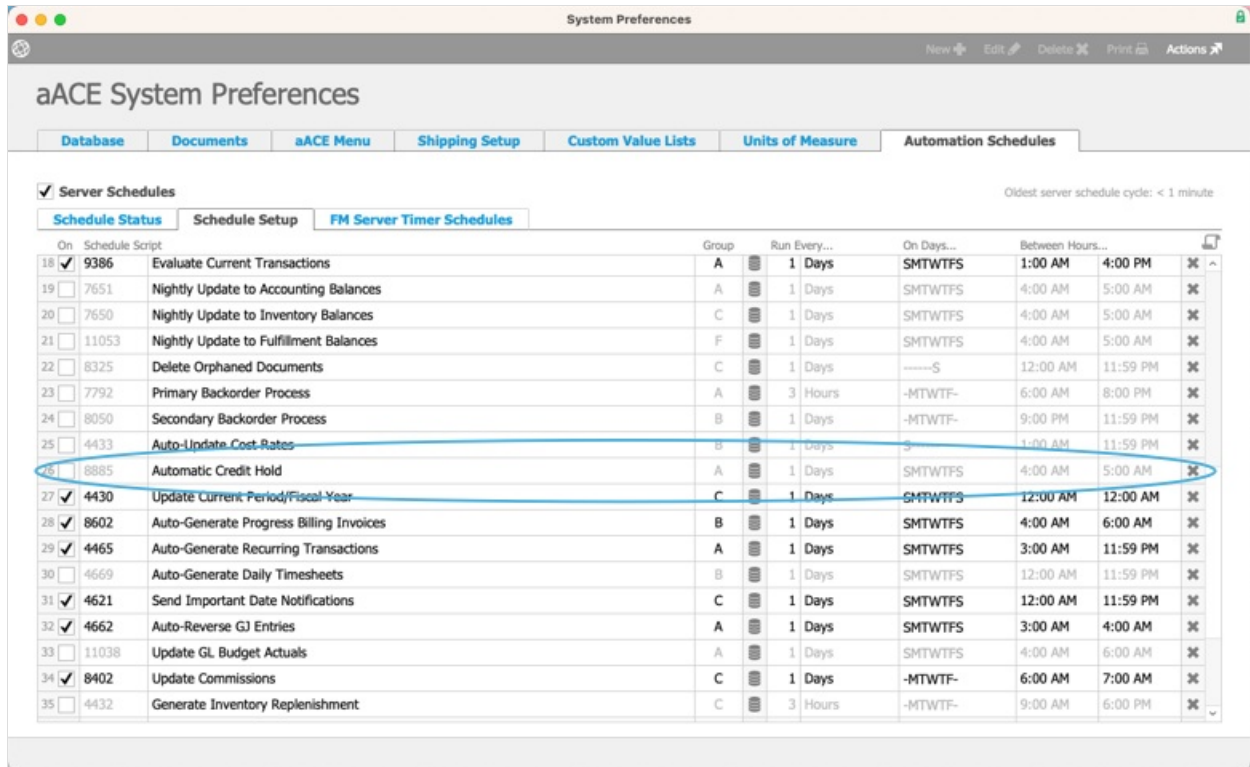 System Preferences
New Edit Delete Print Actions
aACE System Preferences
Database Documents aACE Menu Shipping Setup Custom Value Lists Units of Measure Automation Schedules
Server Schedules Oldest server schedule cycle: < 1 minute
Schedule Status Schedule Setup FM Server Timer Schedules
On Schedule Script Group Run Every... On Days... Between Hours...
18 9386 Evaluate Current Transactions A 1 Days SMTWTFS 1:00 AM 4:00 PM
19 7651 Nightly Update to Accounting Balances A 1 Days SMTWTFS 4:00 AM 5:00 AM
20 7650 Nightly Update to Inventory Balances C 1 Days SMTWTFS 4:00 AM 5:00 AM
21 11053 Nightly Update to Fulfillment Balances F 1 Days SMTWTFS 4:00 AM 5:00 AM
22 8325 Delete Orphaned Documents C 1 Days ------S 12:00 AM 11:59 PM
23 7792 Primary Backorder Process A 3 Hours -MTWTF- 6:00 AM 8:00 PM
24 8050 Secondary Backorder Process B 1 Days -MTWTF- 9:00 PM 11:59 PM
25 4433 Auto-Update Cost Rates B 1 Days S------ 1:00 AM 11:59 PM
26 8885 Automatic Credit Hold A 1 Days SMTWTFS 4:00 AM 5:00 AM
27 4430 Update Current Period/Fiscal Year C 1 Days SMTWTFS 12:00 AM 12:00 AM
28 8602 Auto-Generate Progress Billing Invoices B 1 Days SMTWTFS 4:00 AM 6:00 AM
29 4465 Auto-Generate Recurring Transactions A 1 Days SMTWTFS 3:00 AM 11:59 PM
30 4669 Auto-Generate Daily Timesheets B 1 Days SMTWTFS 12:00 AM 11:59 PM
31 4621 Send Important Date Notifications C 1 Days SMTWTFS 12:00 AM 11:59 PM
32 4662 Auto-Reverse GJ Entries A 1 Days SMTWTFS 3:00 AM 4:00 AM
33 11038 Update GL Budget Actuals A 1 Days SMTWTFS 4:00 AM 6:00 AM
34 8402 Update Commissions C 1 Days -MTWTF- 6:00 AM 7:00 AM
35 4432 Generate Inventory Replenishment C 3 Hours -MTWTF- 9:00 AM 6:00 PM